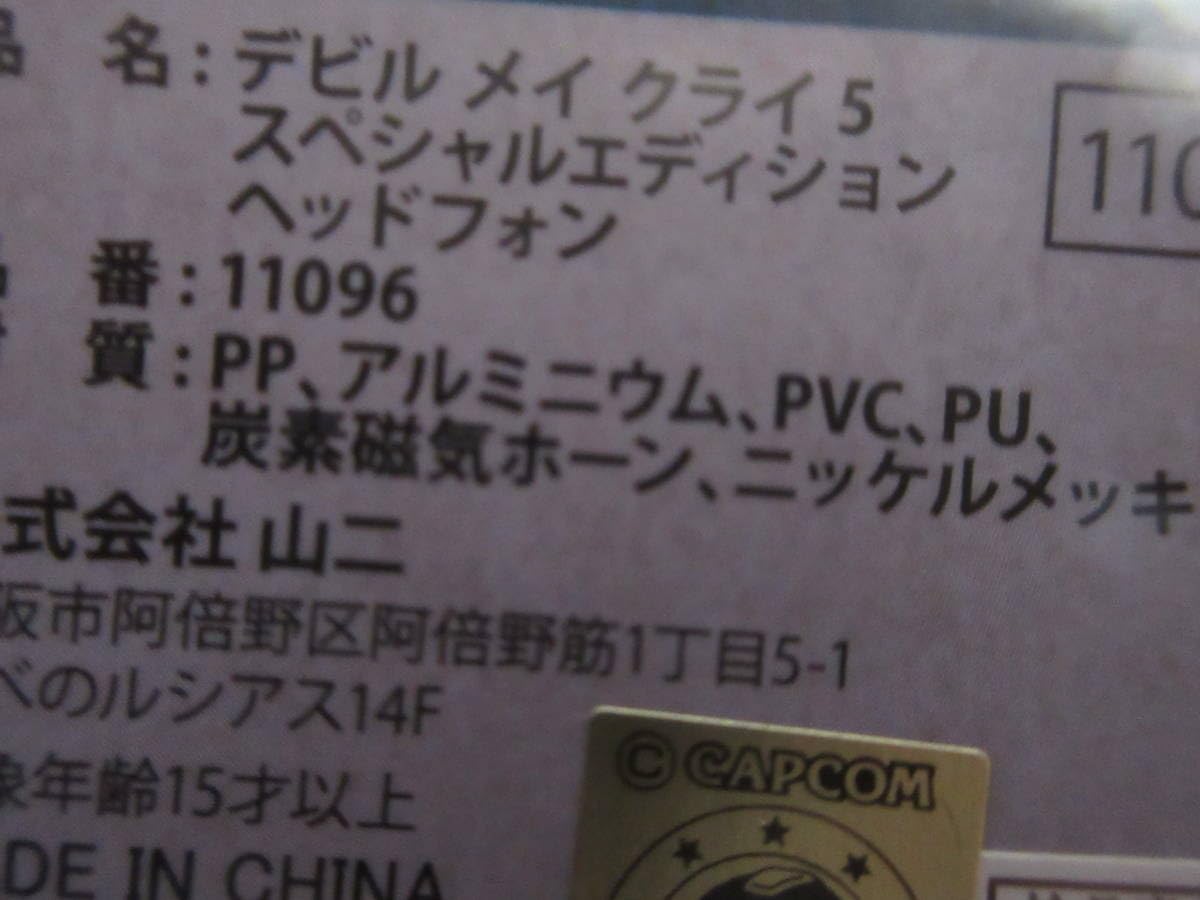 名：デビル メイ クライ 5
スペシャルエディション
ヘッドフォン
110
番：11096
質：PP、アルミニウム、PVC、PU、
炭素磁気ホーン、ニッケルメッキ
式会社 山二
阪市阿倍野区阿倍野筋1丁目5-1
べのルシアス14F
象年齢15才以上
DE IN CHINA
© CAPCOM